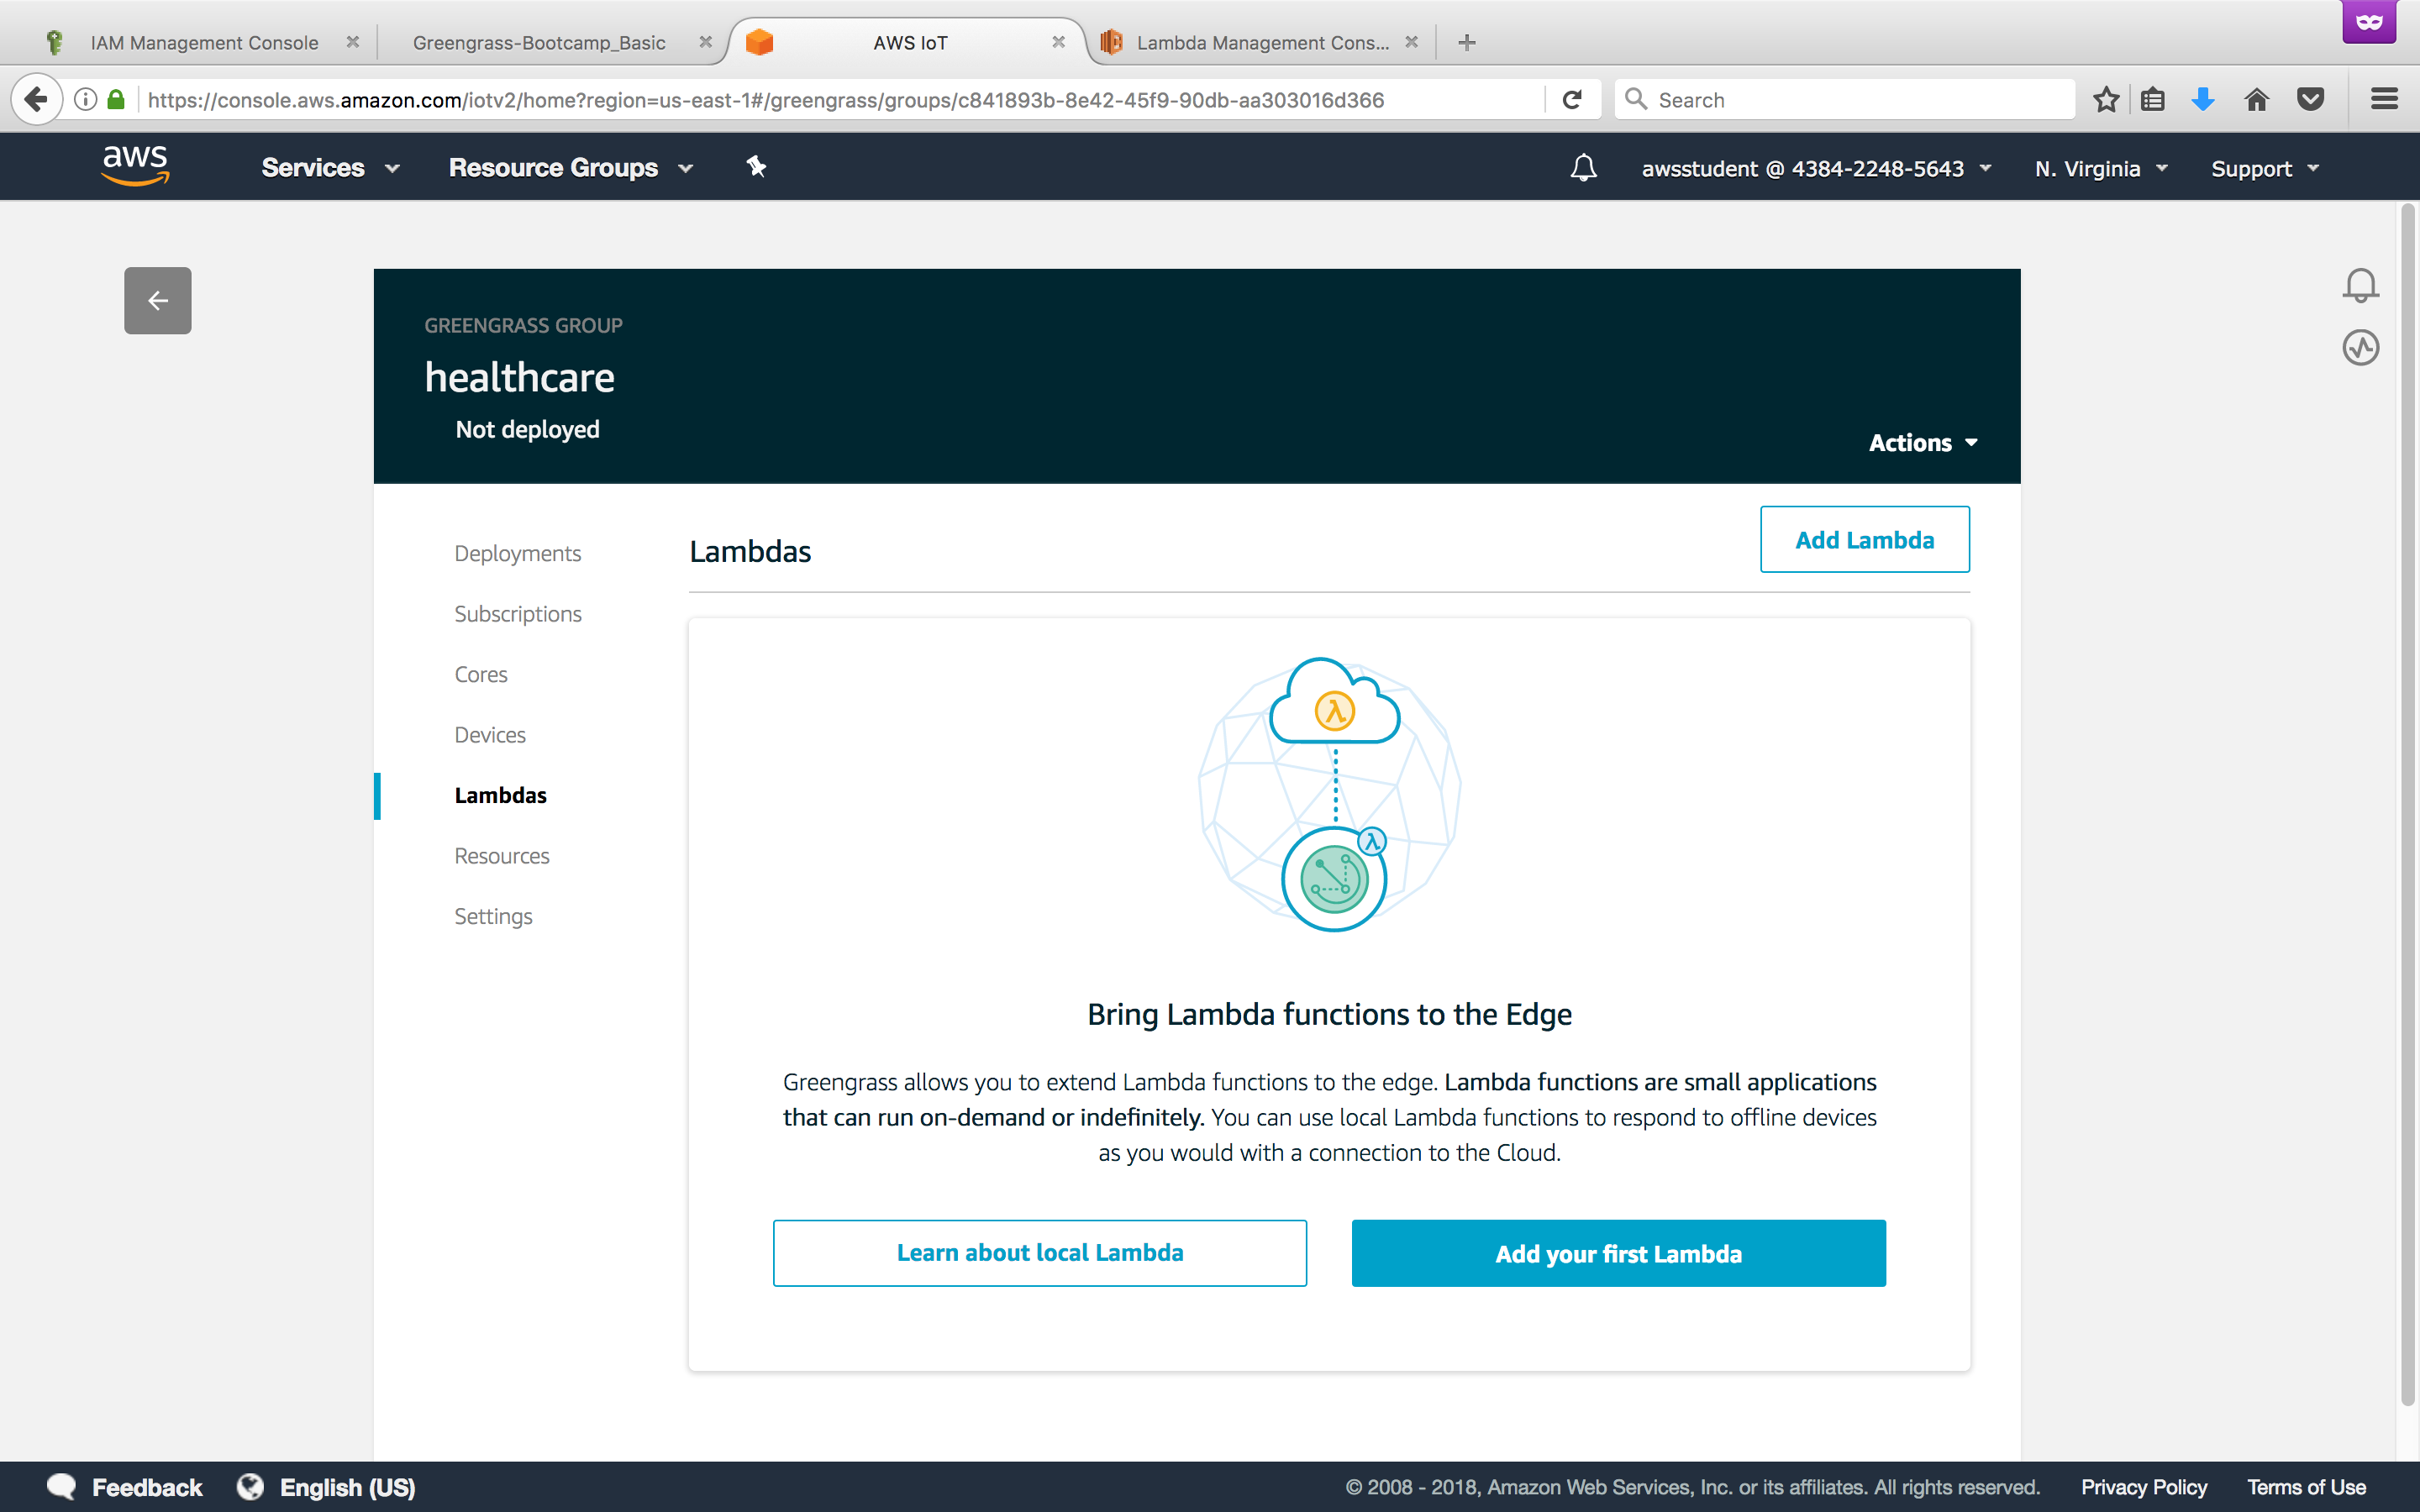 IAM Management Console
Greengrass-Bootcamp_Basic
AWS IoT
Lambda Management Cons...
https://console.aws.amazon.com/iotv2/home?region=us-east-1#/greengrass/groups/c841893b-8e42-45f9-90db-aa303016d366
Search
aws
Services
Resource Groups
awsstudent @ 4384-2248-5643
N. Virginia
Support
GREENGRASS GROUP
healthcare
Not deployed
Actions
Deployments
Subscriptions
Cores
Devices
Lambdas
Resources
Settings
Lambdas
Add Lambda
Bring Lambda functions to the Edge
Greengrass allows you to extend Lambda functions to the edge. Lambda functions are small applications
that can run on-demand or indefinitely. You can use local Lambda functions to respond to offline devices
as you would with a connection to the Cloud.
Learn about local Lambda
Add your first Lambda
Feedback
English (US)
© 2008 - 2018, Amazon Web Services, Inc. or its affiliates. All rights reserved.
Privacy Policy
Terms of Use